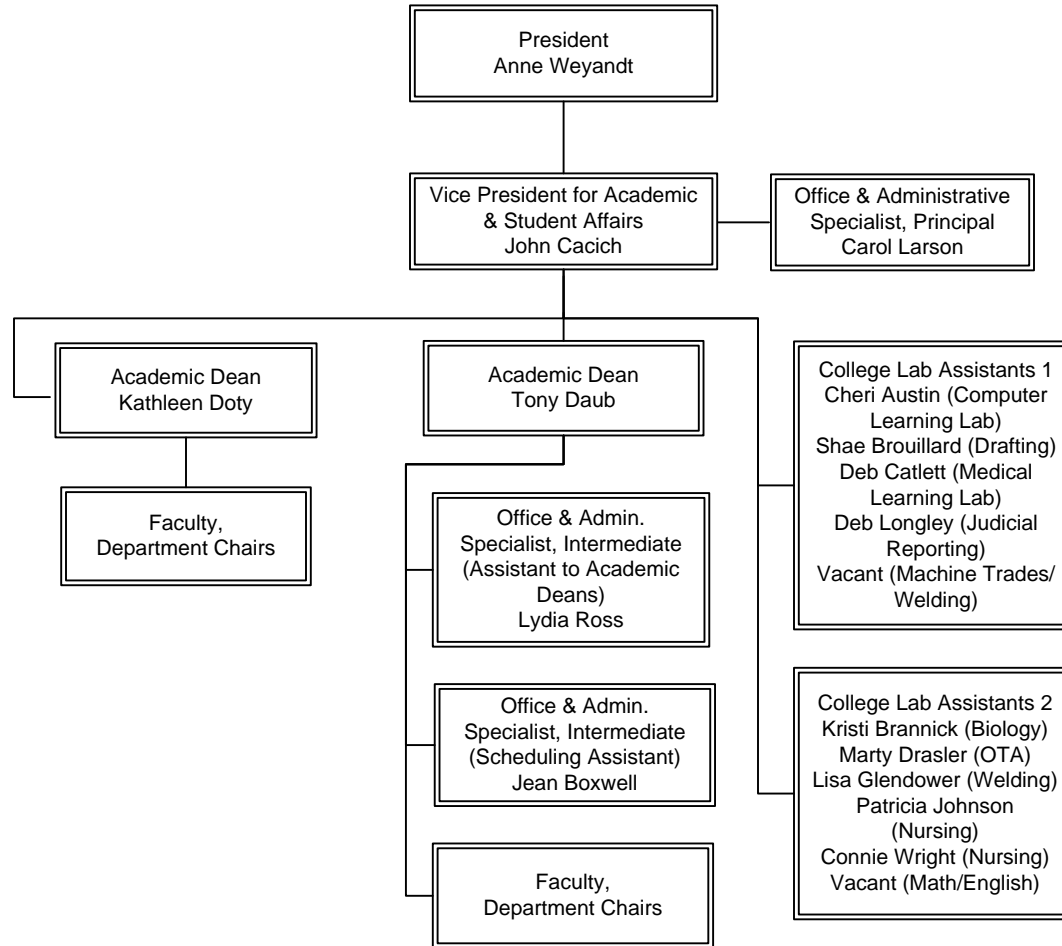 President
Anne Weyandt
Vice President for Academic
& Student Affairs
John Cacich
Office & Administrative
Specialist, Principal
Carol Larson
Academic Dean
Kathleen Doty
Faculty,
Department Chairs
Academic Dean
Tony Daub
Office & Admin.
Specialist, Intermediate
(Assistant to Academic
Deans)
Lydia Ross
Office & Admin.
Specialist, Intermediate
(Scheduling Assistant)
Jean Boxwell
Faculty,
Department Chairs
College Lab Assistants 1
Cheri Austin (Computer
Learning Lab)
Shae Brouillard (Drafting)
Deb Catlett (Medical
Learning Lab)
Deb Longley (Judicial
Reporting)
Vacant (Machine Trades/
Welding)
College Lab Assistants 2
Kristi Brannick (Biology)
Marty Drasler (OTA)
Lisa Glendower (Welding)
Patricia Johnson
(Nursing)
Connie Wright (Nursing)
Vacant (Math/English)